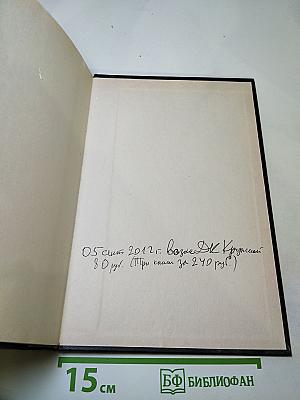 05 сент 2012 г. возле ДК Крупской
80 руб. (Три книги за 240 руб)
15 см
БФ БИБЛИОФАН